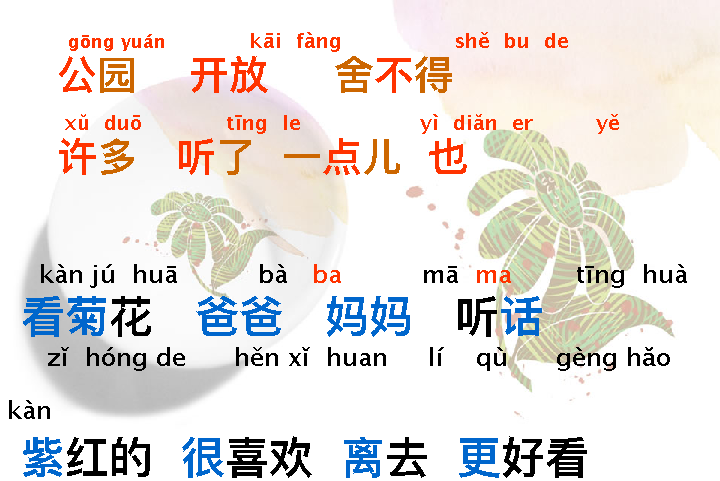 gōng yuán kāi fàng shě bu de
公园 开放 舍不得
xǔ duō tīng le yì diǎn er yě
许多 听了 一点儿 也
kàn jú huā bà ba mā ma tīng huà
看菊花 爸爸 妈妈 听话
zǐ hóng de hěn xǐ huan lí qù gèng hǎo
kàn
紫红的 很喜欢 离去 更好看